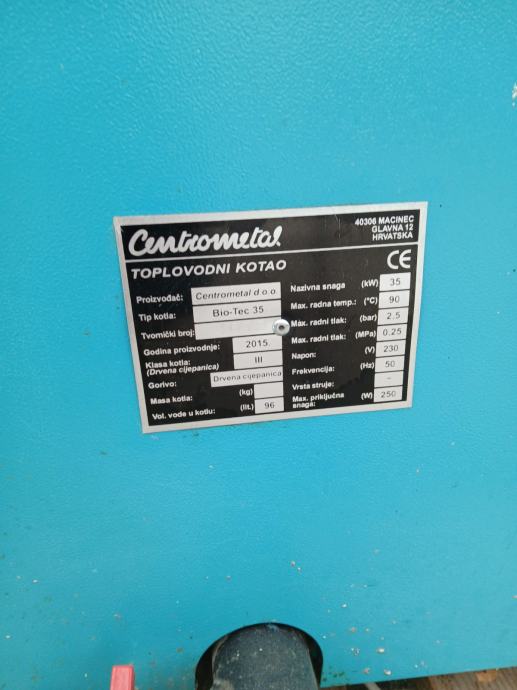 Centrometal
40306 MACINEC
GLAVNA 12
HRVATSKA
TOPLOVODNI KOTAO
CE
Proizvođač: Centrometal d.o.o.
Tip kotla: Bio-Tec 35
Tvornički broj:
Godina proizvodnje: 2015.
Klasa kotla: III
(Drvena cijepanica)
Gorivo: Drvena cjepanica
Masa kotla: (kg)
Vol. vode u kotlu: (lit.) 96
Nazivna snaga (kW) 35
Max. radna temp.: (°C) 90
Max. radni tlak: (bar) 2,5
Max. radni tlak: (MPa) 0.25
Napon: (V) 230
Frekvencija: (Hz) 50
Vrsta struje: ~
Max. priključna
snaga: (W) 250